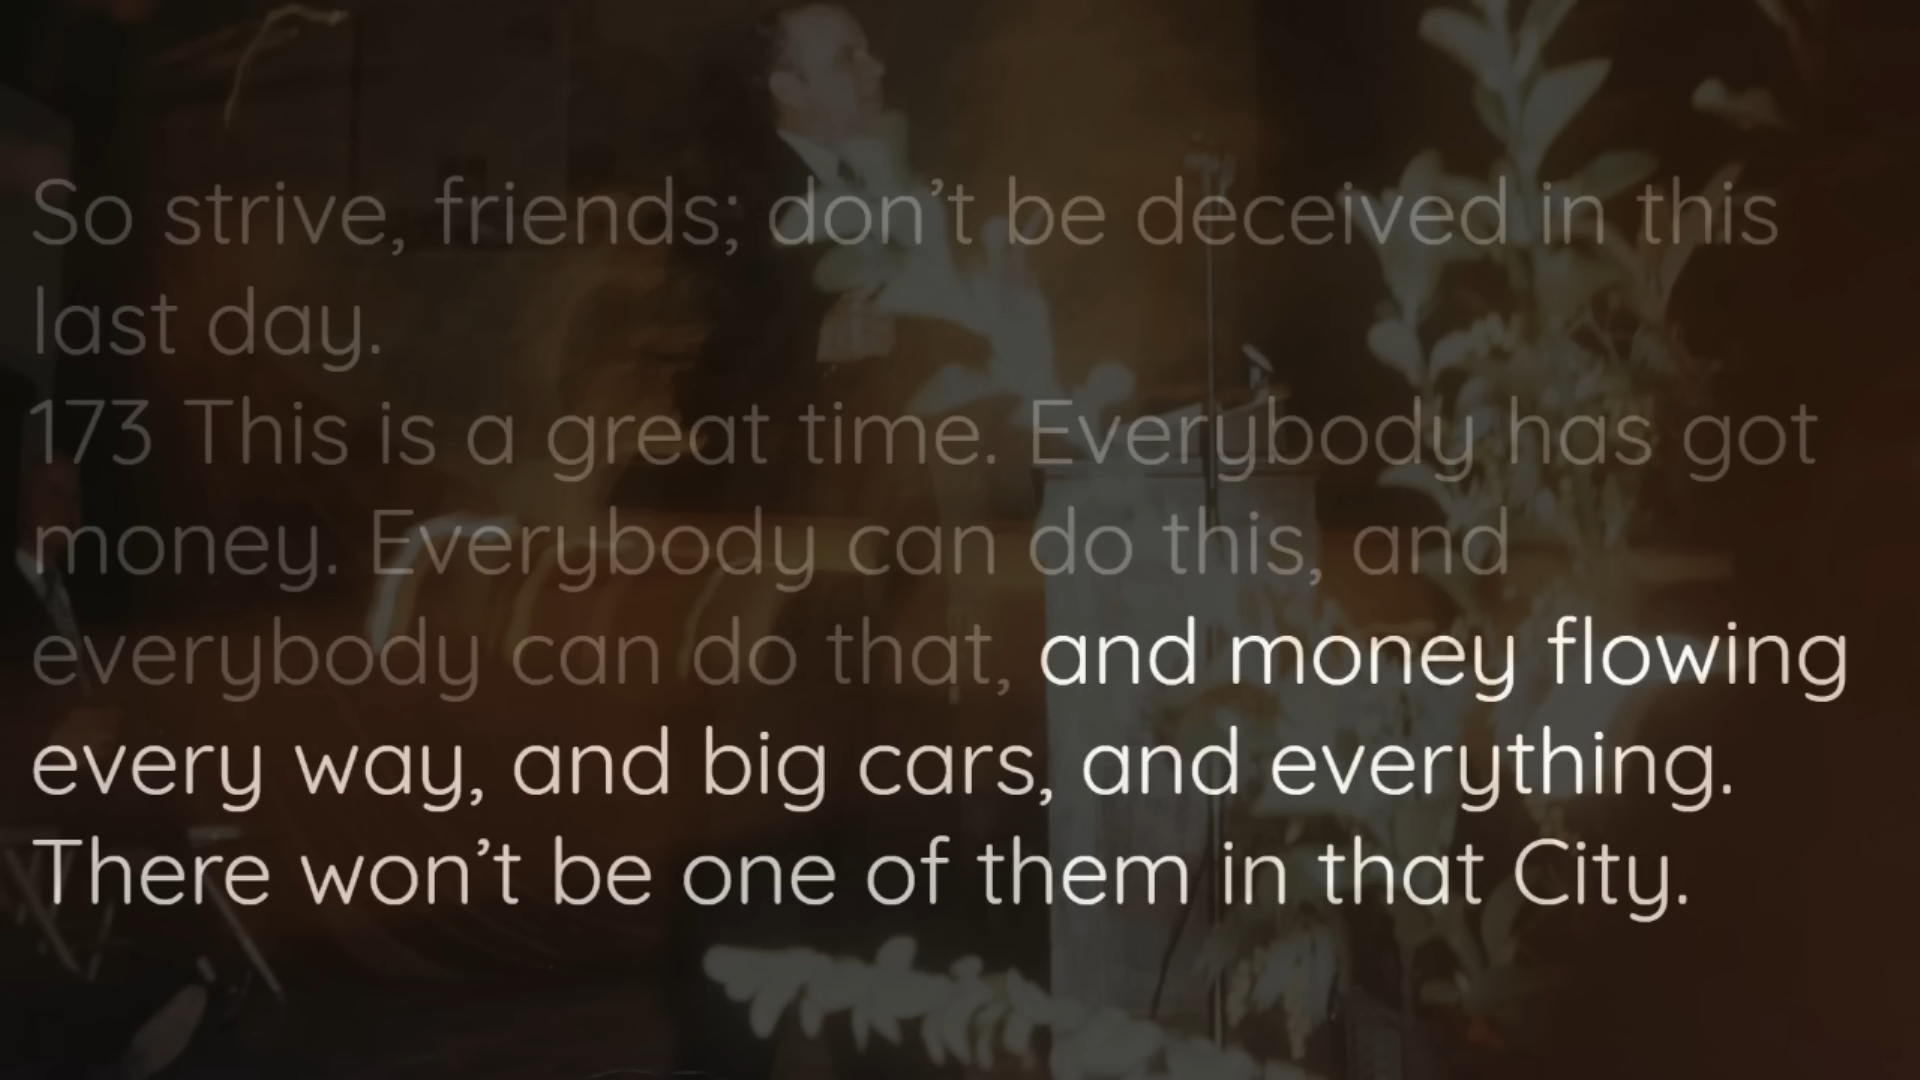 So strive, friends; don’t be deceived in this
last day.
173 This is a great time. Everybody has got
money. Everybody can do this, and
everybody can do that, and money flowing
every way, and big cars, and everything.
There won’t be one of them in that City.